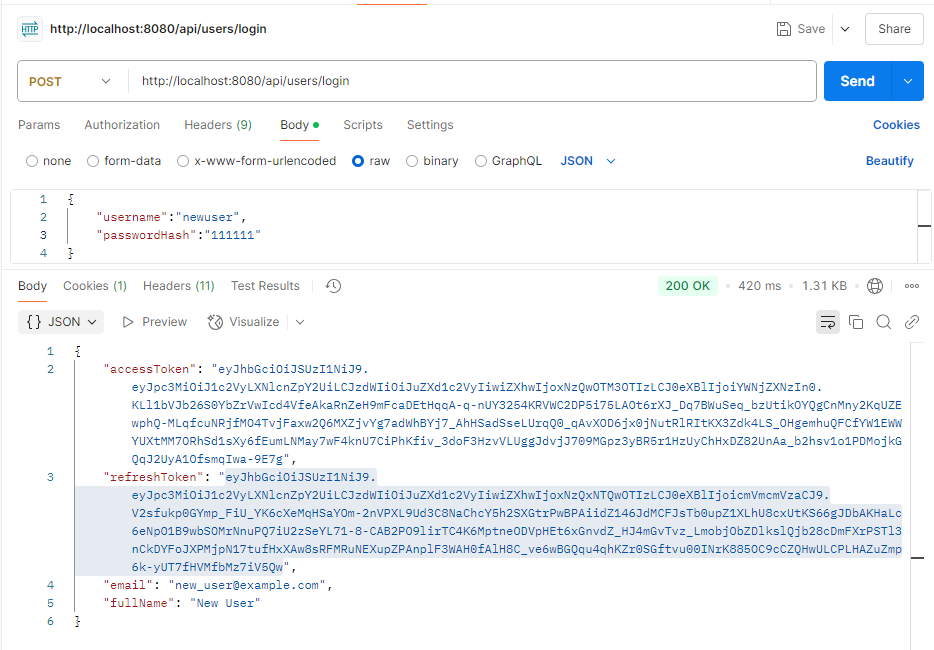 HTTP http://localhost:8080/api/users/login Save Share
POST http://localhost:8080/api/users/login Send
Params Authorization Headers (9) Body Scripts Settings Cookies
none form-data x-www-form-urlencoded raw binary GraphQL JSON Beautify
1 {
2 "username":"newuser",
3 "passwordHash":"111111"
4 }
Body Cookies (1) Headers (11) Test Results 200 OK 420 ms 1.31 KB
{} JSON Preview Visualize
1 {
2 "accessToken": "eyJhbGciOiJSUzI1NiJ9.
eyJpc3MiOiJ1c2VyLXNlcnZpY2UiLCJzdWIiOiJuZXd1c2VyIiwiZXhwIjoxNzQwOTM3OTIzLCJ0eXBlIjoiYWNjZXNzIn0.
KLl1bVJb26S0YbZrVwIcd4VfeAkaRnZeH9mFcaDEtHqqA-q-nUY3254KRVWC2DP5i75LAOt6rXJ_Dq7BWuSeq_bzUtikOYQgCnMny2KqUZE
wphQ-MLqfcuNRjfMO4TvjFaxw2Q6MXZjvYg7adWhBYj7_AhHSadSseLUrqQ0_qAvXOD6jx0jNutRlRItKX3Zdk4LS_OHgemhuQFCfYW1EWW
YUXtMM7ORhSd1sXy6fEumLNMay7wF4knU7CiPhKfiv_3doF3HzvVLUggJdvjJ709MGpz3yBR5r1HzUyChHxDZ82UnAa_b2hsv1o1PDMojkG
QqJ2UyA1OfsmqIwa-9E7g",
3 "refreshToken": "eyJhbGciOiJSUzI1NiJ9.
eyJpc3MiOiJ1c2VyLXNlcnZpY2UiLCJzdWIiOiJuZXd1c2VyIiwiZXhwIjoxNzQxNTQwOTIzLCJ0eXBlIjoicmVmcmVzaCJ9.
V2sfukp0GYmp_FiU_YK6cXeMqHSaYOm-2nVPXL9Ud3C8NaChcY5h2SXGtrPwBPAiidZ146JdMCFJsTb0upZ1XLhU8cxUtKS66gJDbAKHaLc
6eNpO1B9wbSOMrNnuPQ7iU2zSeYL71-8-CAB2PO9lirTC4K6MptneODVpHEt6xGnvdZ_HJ4mGvTvz_LmobjObZDlkslQjb28cDmFXrPSTl3
nCkDYFoJXPMjpN17tufHxXAw8sRFMRuNEXupZPAnplF3WAH0fAlH8C_ve6wBGQqu4qhKZr0SGftvu00INrK885OC9cCZQHwULCPLHAZuZmp
6k-yUT7fHVMfbMz7iV5Qw",
4 "email": "new_user@example.com",
5 "fullName": "New User"
6 }